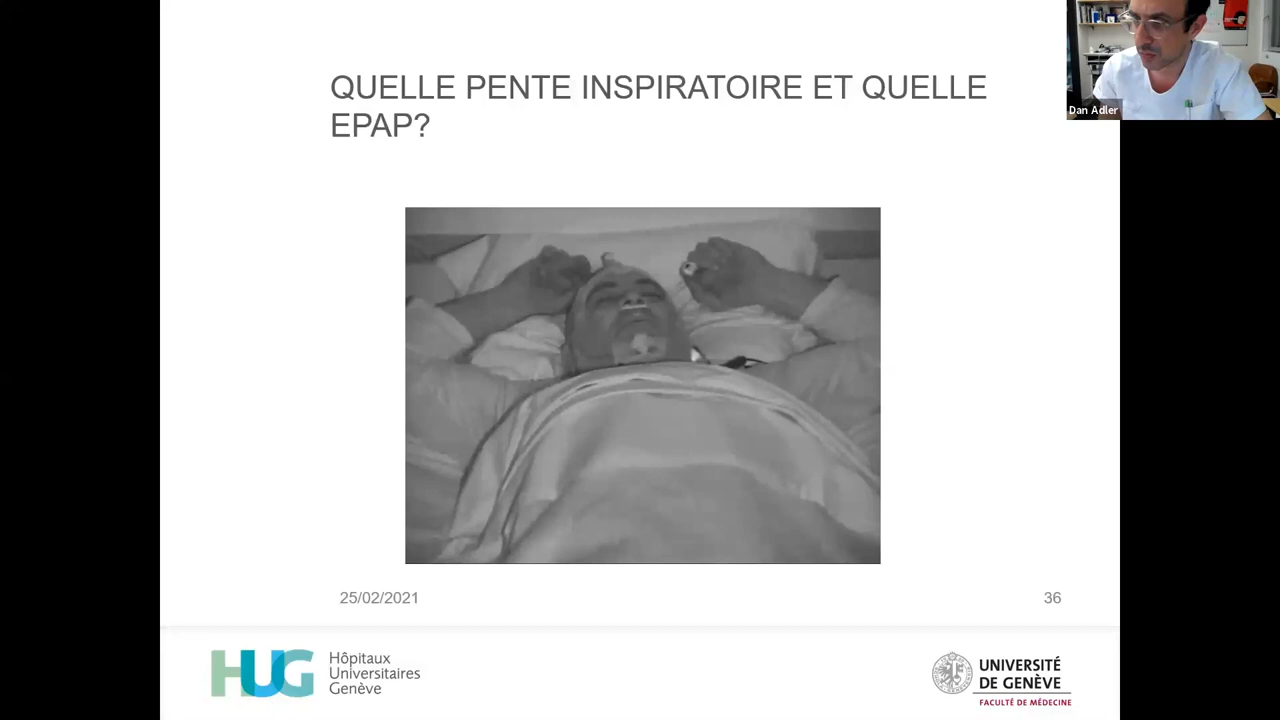 QUELLE PENTE INSPIRATOIRE ET QUELLE
EPAP?
Dan Adler
25/02/2021
36
HUG
Hôpitaux
Universitaires
Genève
UNIVERSITÉ
DE GENÈVE
FACULTÉ DE MÉDECINE